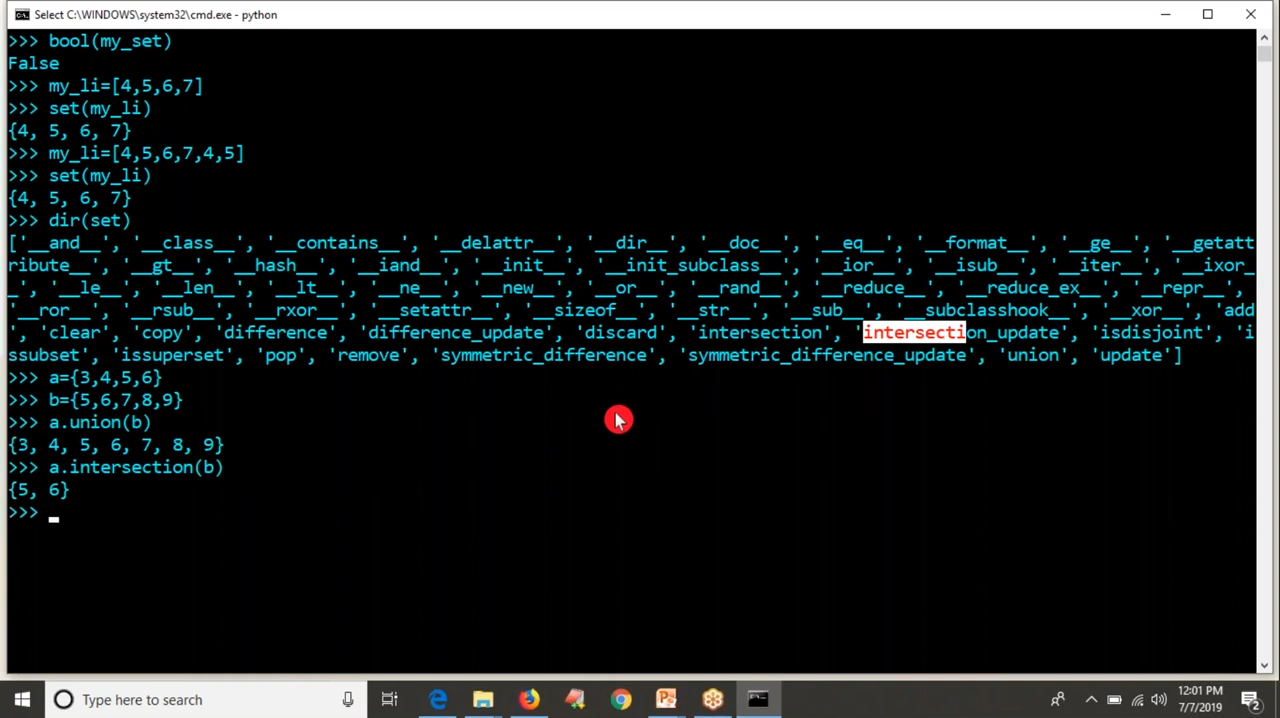 Select C:\WINDOWS\system32\cmd.exe - python
>>> bool(my_set)
False
>>> my_li=[4,5,6,7]
>>> set(my_li)
{4, 5, 6, 7}
>>> my_li=[4,5,6,7,4,5]
>>> set(my_li)
{4, 5, 6, 7}
>>> dir(set)
['__and__', '__class__', '__contains__', '__delattr__', '__dir__', '__doc__', '__eq__', '__format__', '__ge__', '__getatt
ribute__', '__gt__', '__hash__', '__iand__', '__init__', '__init_subclass__', '__ior__', '__isub__', '__iter__', '__ixor_
_', '__le__', '__len__', '__lt__', '__ne__', '__new__', '__or__', '__rand__', '__reduce__', '__reduce_ex__', '__repr__',
'__ror__', '__rsub__', '__rxor__', '__setattr__', '__sizeof__', '__str__', '__sub__', '__subclasshook__', '__xor__', 'add
', 'clear', 'copy', 'difference', 'difference_update', 'discard', 'intersection', 'intersection_update', 'isdisjoint', 'i
ssubset', 'issuperset', 'pop', 'remove', 'symmetric_difference', 'symmetric_difference_update', 'union', 'update']
>>> a={3,4,5,6}
>>> b={5,6,7,8,9}
>>> a.union(b)
{3, 4, 5, 6, 7, 8, 9}
>>> a.intersection(b)
{5, 6}
>>>
Type here to search
12:01 PM
7/7/2019
2